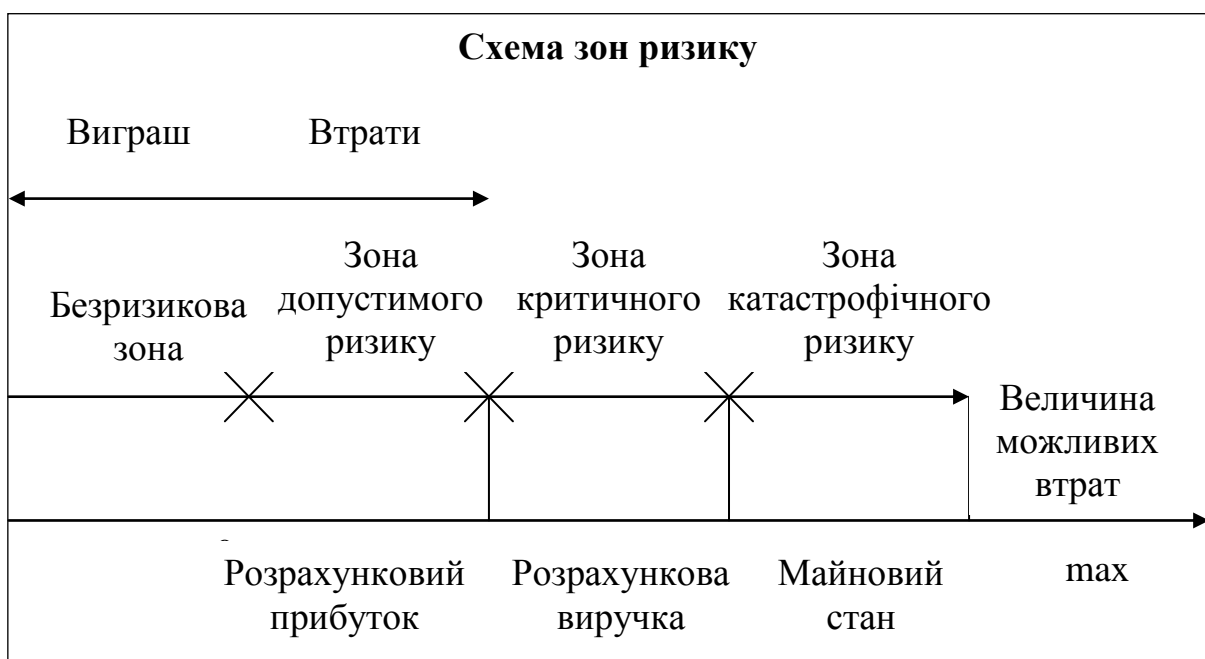 Схема зон ризику
Виграш
Втрати
Безризикова
зона
Зона
допустимого
ризику
Зона
критичного
ризику
Зона
катастрофічного
ризику
Величина
можливих
втрат
Розрахунковий
прибуток
Розрахункова
виручка
Майновий
стан
max